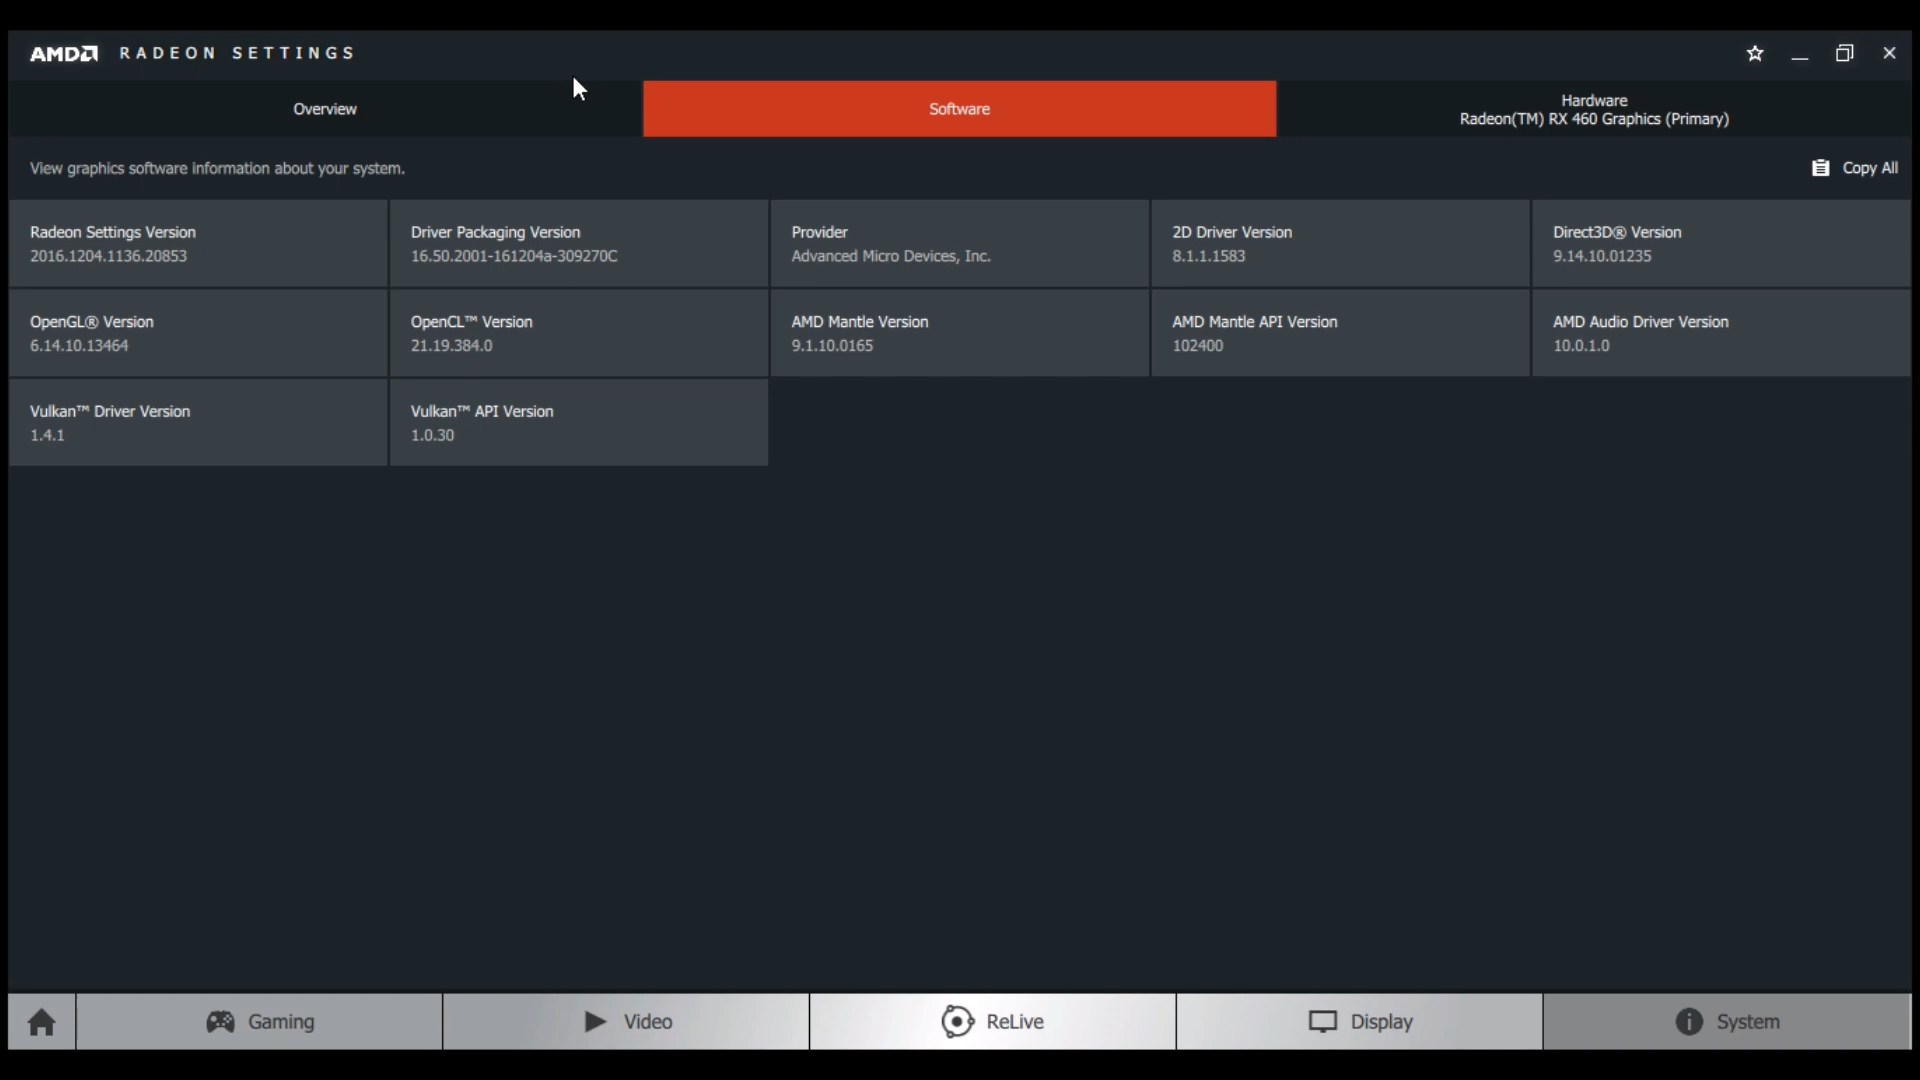 AMD RADEON SETTINGS
Overview
Software
Hardware
Radeon(TM) RX 460 Graphics (Primary)
View graphics software information about your system.
Copy All
Radeon Settings Version
2016.1204.1136.20853
Driver Packaging Version
16.50.2001-161204a-309270C
Provider
Advanced Micro Devices, Inc.
2D Driver Version
8.1.1.1583
Direct3D® Version
9.14.10.01235
OpenGL® Version
6.14.10.13464
OpenCL™ Version
21.19.384.0
AMD Mantle Version
9.1.10.0165
AMD Mantle API Version
102400
AMD Audio Driver Version
10.0.1.0
Vulkan™ Driver Version
1.4.1
Vulkan™ API Version
1.0.30
Gaming
Video
ReLive
Display
System